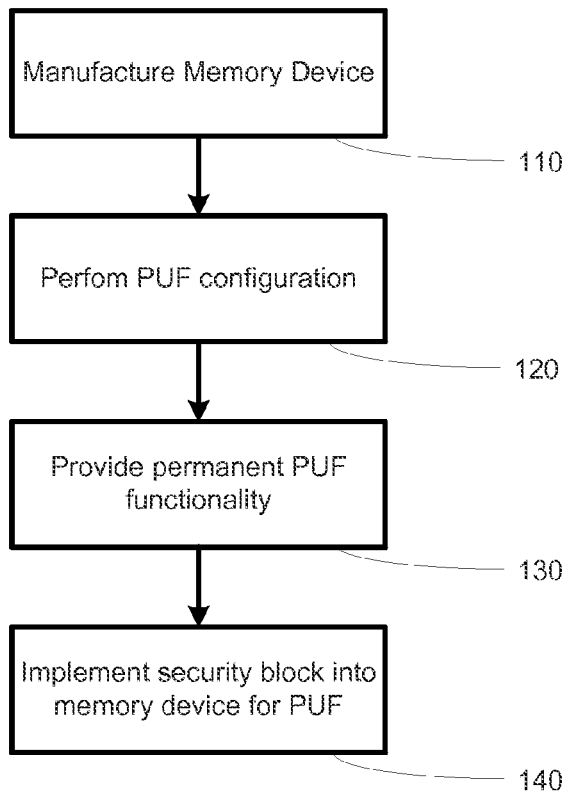 Manufacture Memory Device
110
Perfom PUF configuration
120
Provide permanent PUF
functionality
130
Implement security block into
memory device for PUF
140